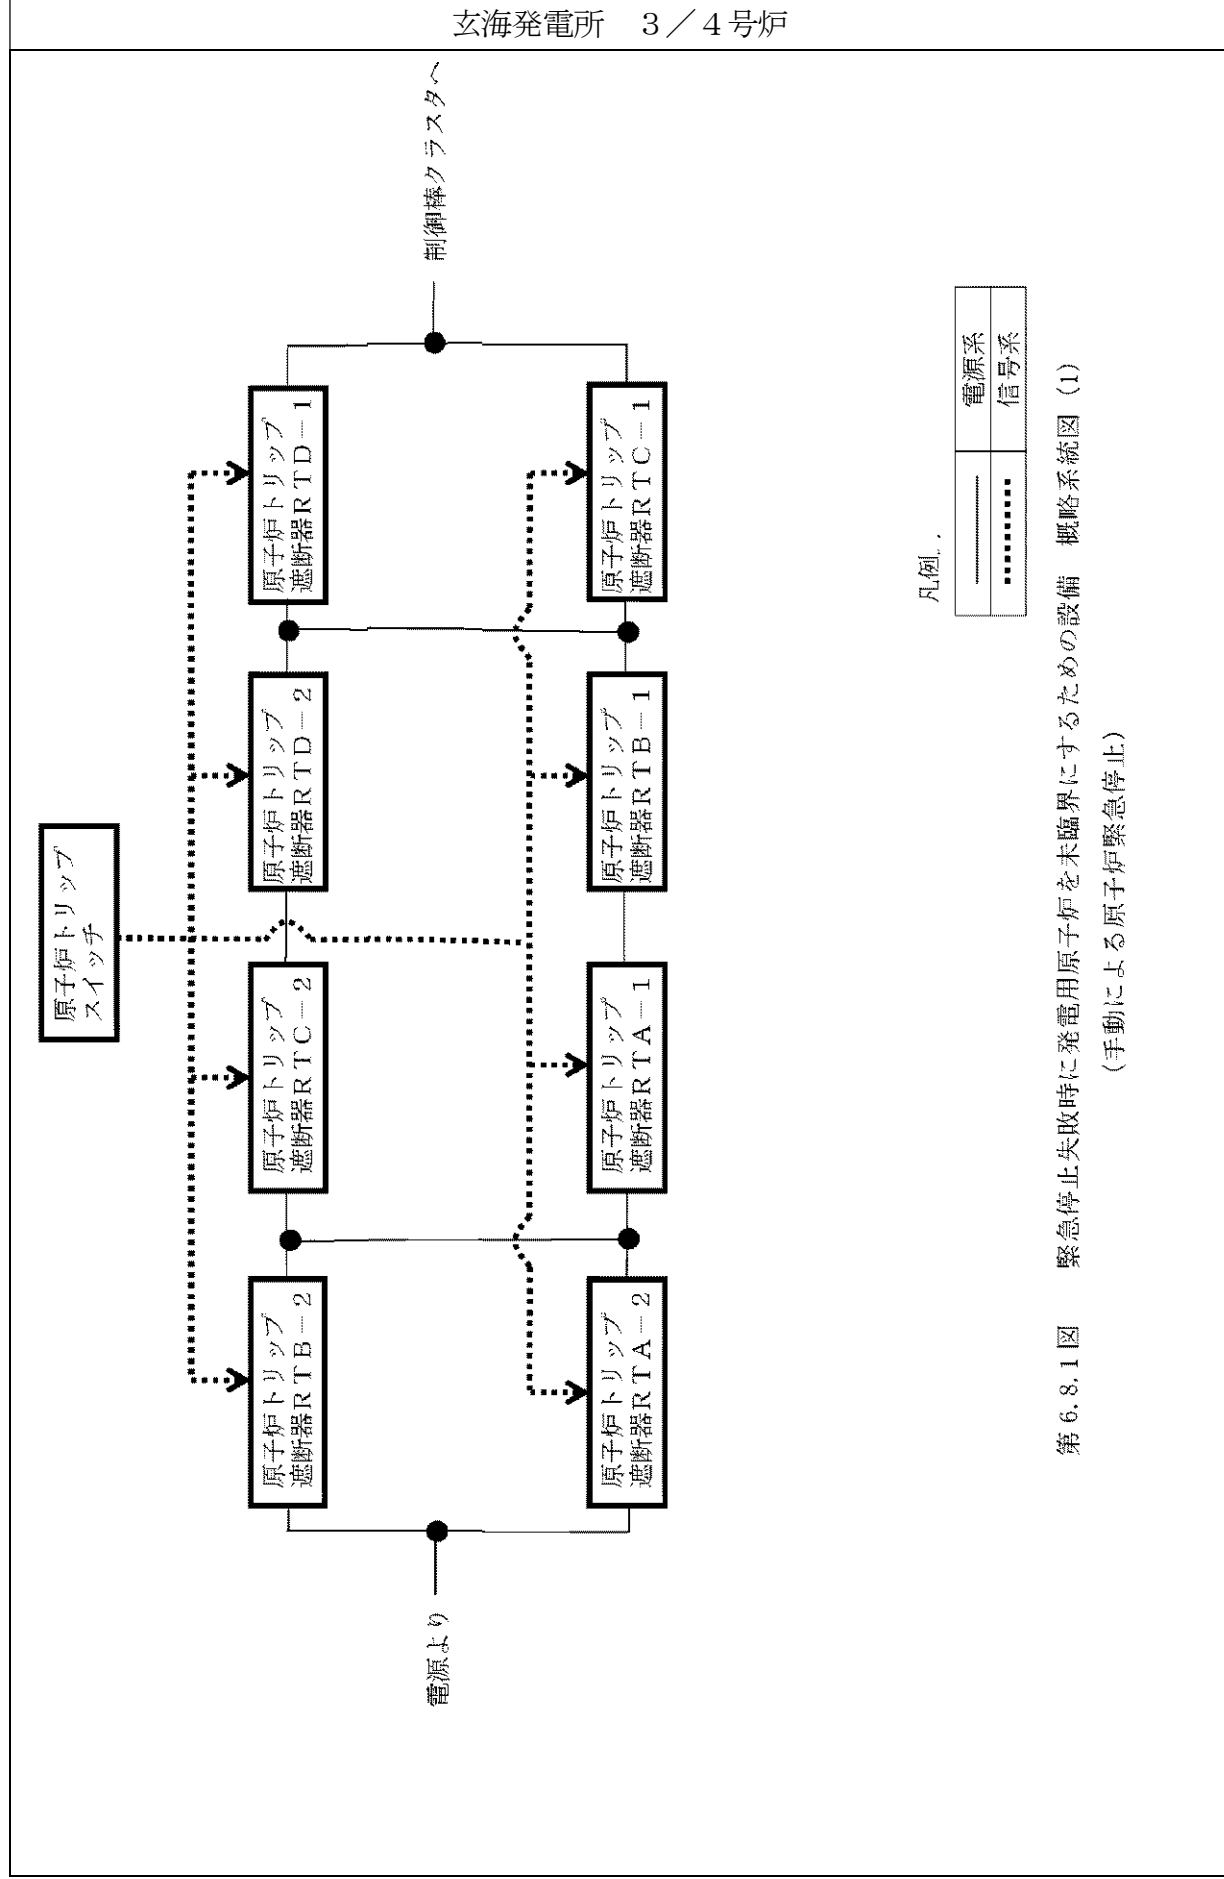 玄海発電所　３／４号炉
原子炉トリップ
スイッチ
原子炉トリップ
遮断器ＲＴＢ－２
原子炉トリップ
遮断器ＲＴＣ－２
原子炉トリップ
遮断器ＲＴＤ－２
原子炉トリップ
遮断器ＲＴＤ－１
電源より
制御棒クラスタへ
原子炉トリップ
遮断器ＲＴＡ－２
原子炉トリップ
遮断器ＲＴＡ－１
原子炉トリップ
遮断器ＲＴＢ－１
原子炉トリップ
遮断器ＲＴＣ－１
凡例
電源系
信号系
第 6.8.1 図　緊急停止失敗時に発電用原子炉を未臨界にするための設備　概略系統図 (1)
(手動による原子炉緊急停止)